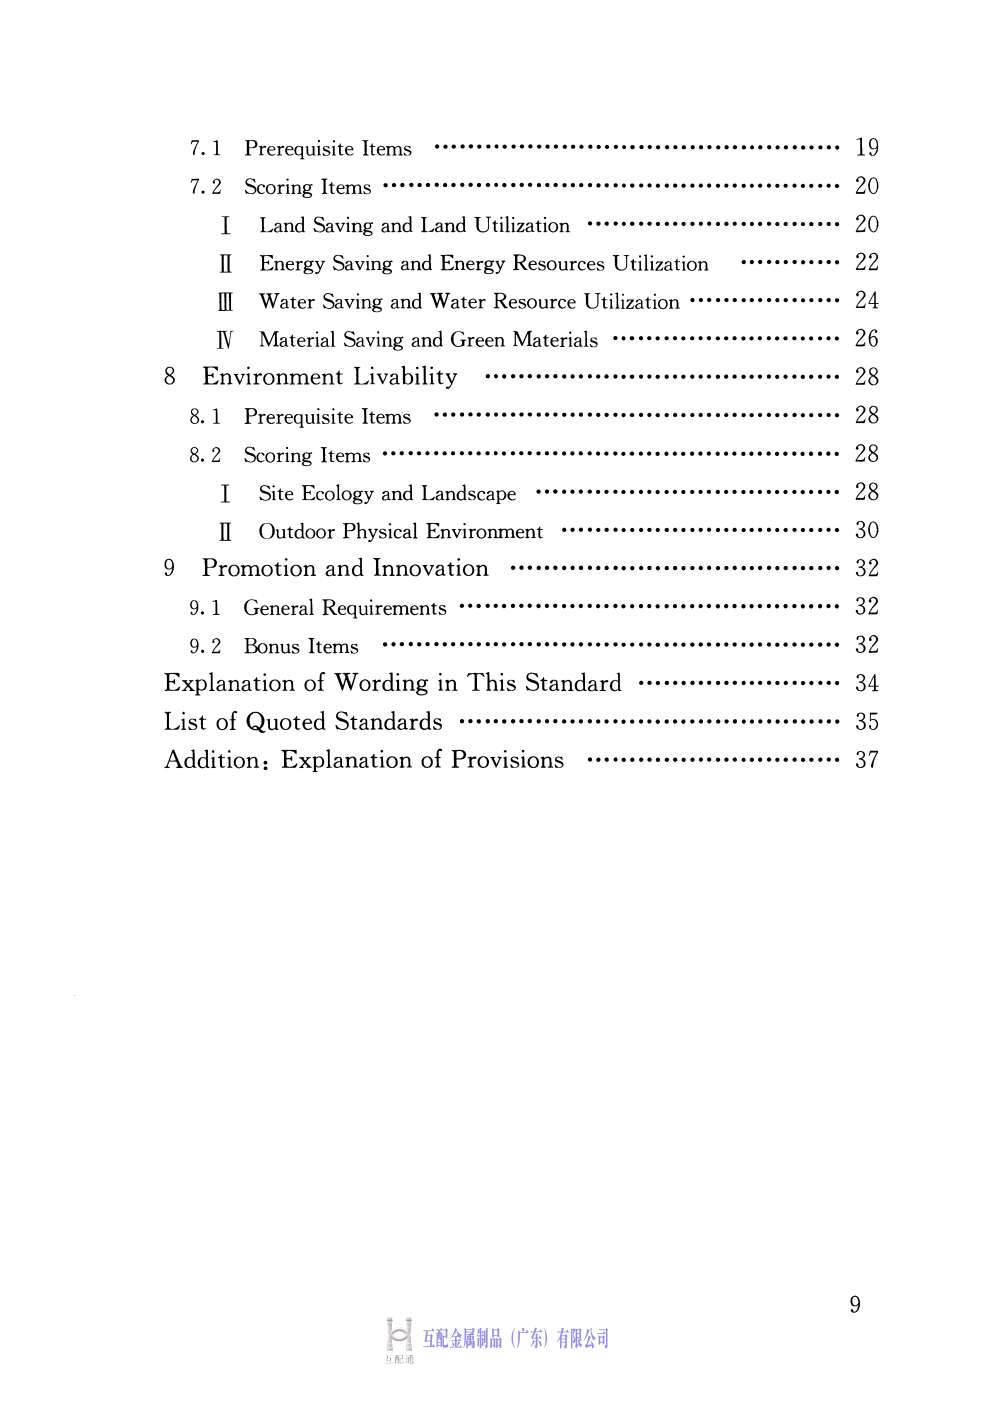 7. 1 Prerequisite Items ················································ 19
7. 2 Scoring Items ······················································ 20
Ⅰ Land Saving and Land Utilization ······························ 20
Ⅱ Energy Saving and Energy Resources Utilization ············ 22
Ⅲ Water Saving and Water Resource Utilization ·················· 24
Ⅳ Material Saving and Green Materials ··························· 26
8 Environment Livability ·········································· 28
8. 1 Prerequisite Items ················································ 28
8. 2 Scoring Items ······················································ 28
Ⅰ Site Ecology and Landscape ···································· 28
Ⅱ Outdoor Physical Environment ································· 30
9 Promotion and Innovation ······································· 32
9. 1 General Requirements ············································· 32
9. 2 Bonus Items ······················································ 32
Explanation of Wording in This Standard ························ 34
List of Quoted Standards ············································· 35
Addition: Explanation of Provisions ······························ 37
9
互配金属制品（广东）有限公司
互配通